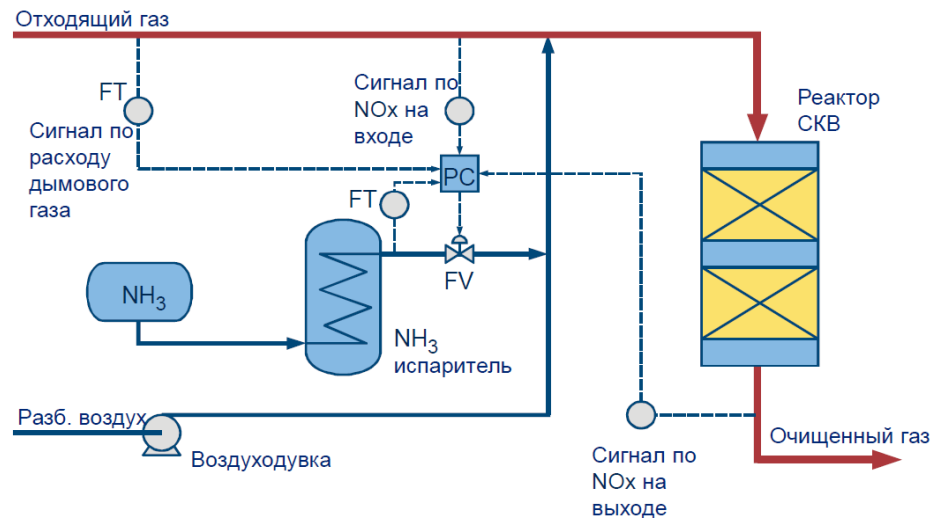 Отходящий газ
FT
Сигнал по
расходу
дымового
газа
Сигнал по
NOx на
входе
PC
FT
FV
Реактор
СКВ
NH3
NH3
испаритель
Разб. воздух
Воздуходувка
Сигнал по
NOx на
выходе
Очищенный газ